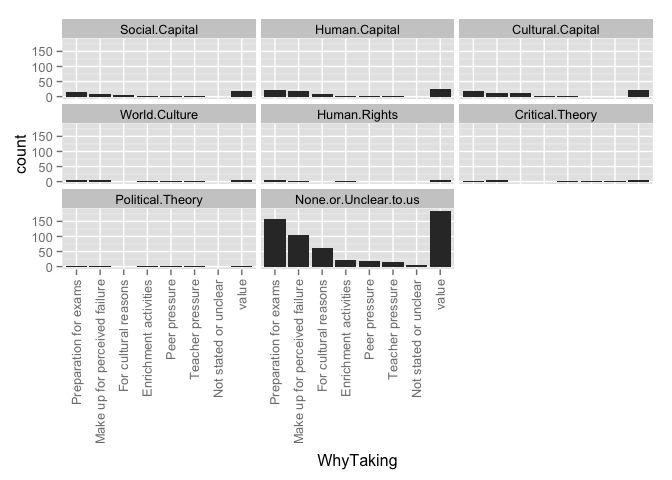 Social.Capital
Human.Capital
Cultural.Capital
150
100
50
0
World.Culture
Human.Rights
Critical.Theory
150
100
50
0
Political.Theory
None.or.Unclear.to.us
150
100
50
0
count
Preparation for exams
Make up for perceived failure
For cultural reasons
Enrichment activities
Peer pressure
Teacher pressure
Not stated or unclear
value
Preparation for exams
Make up for perceived failure
For cultural reasons
Enrichment activities
Peer pressure
Teacher pressure
Not stated or unclear
value
WhyTaking